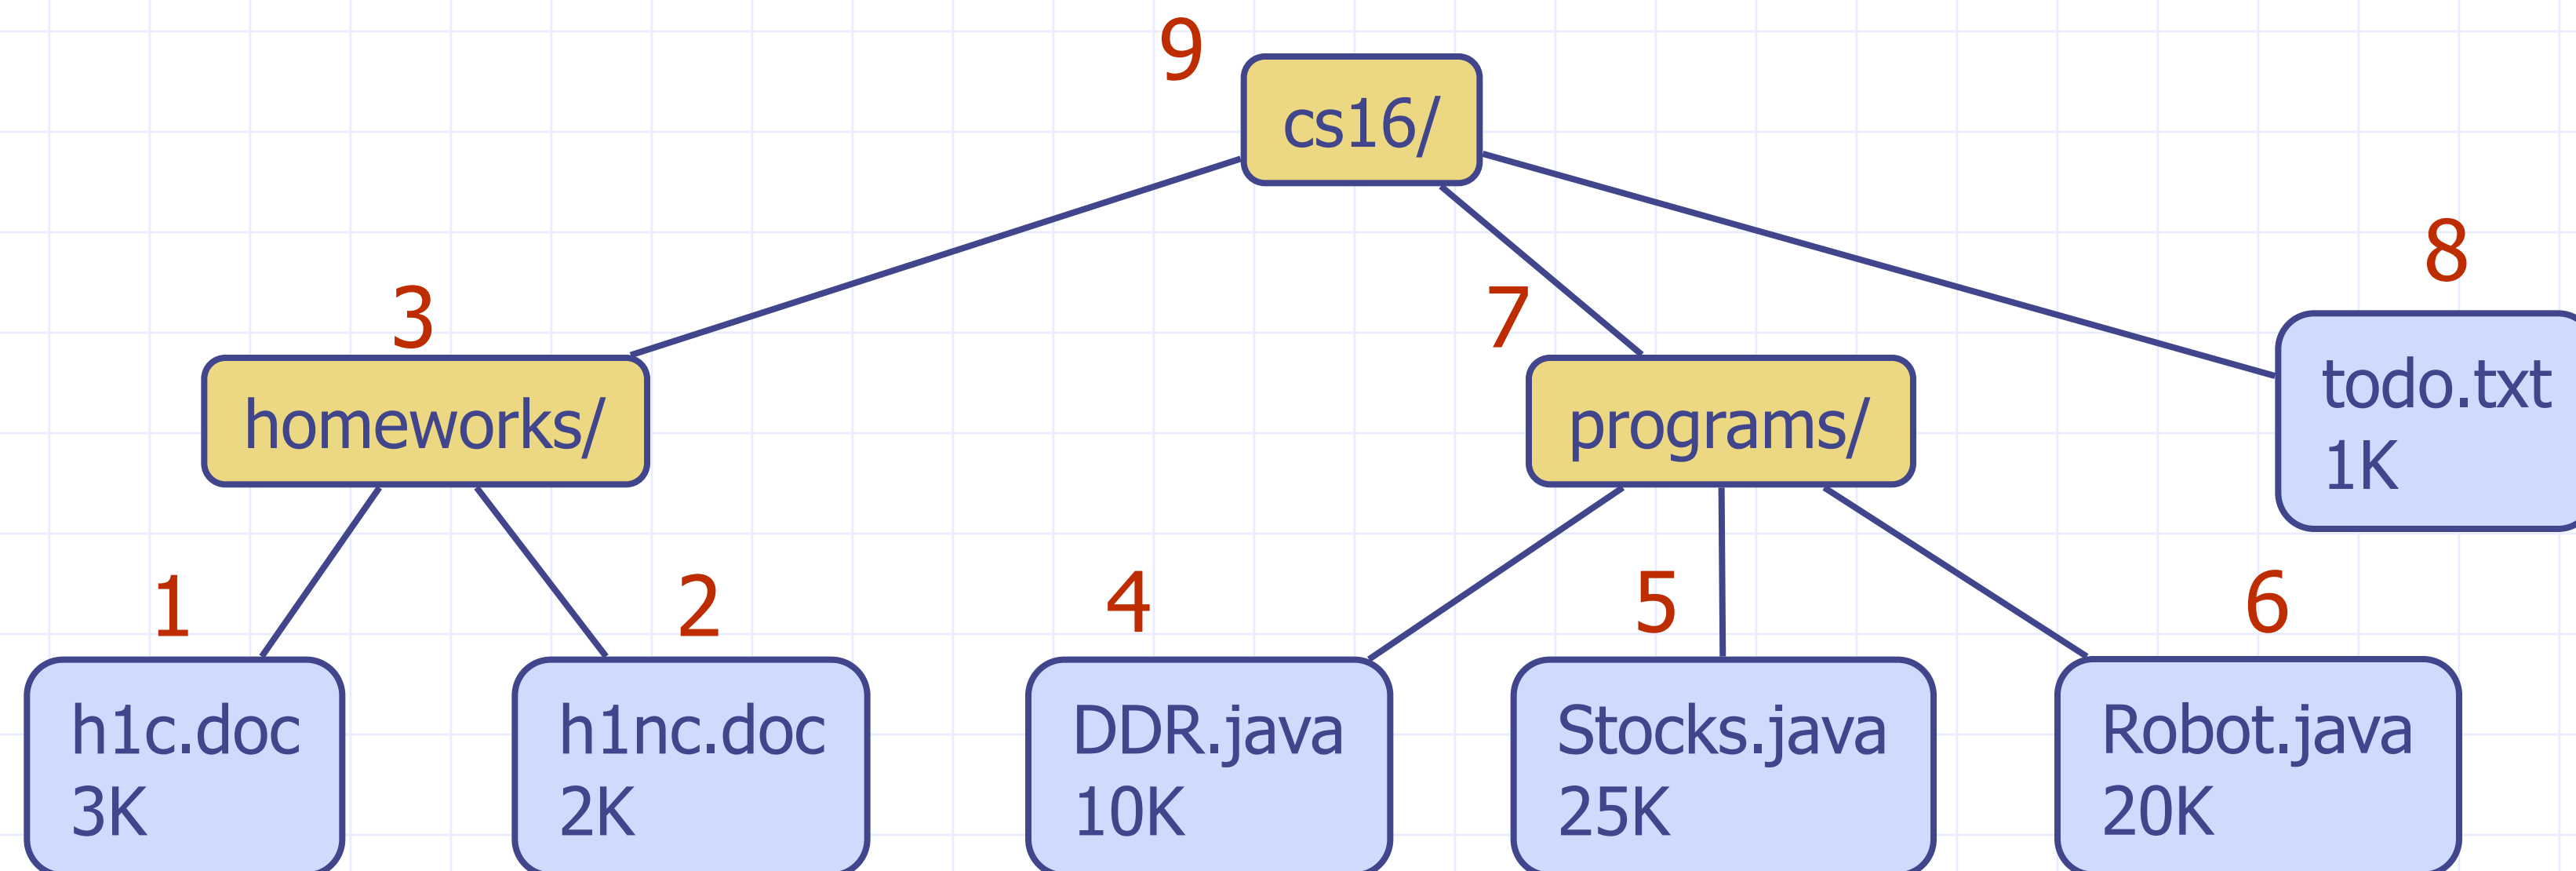 9
cs16/
8
3
7
todo.txt
1K
homeworks/
programs/
1
2
4
5
6
h1c.doc
3K
h1nc.doc
2K
DDR.java
10K
Stocks.java
25K
Robot.java
20K